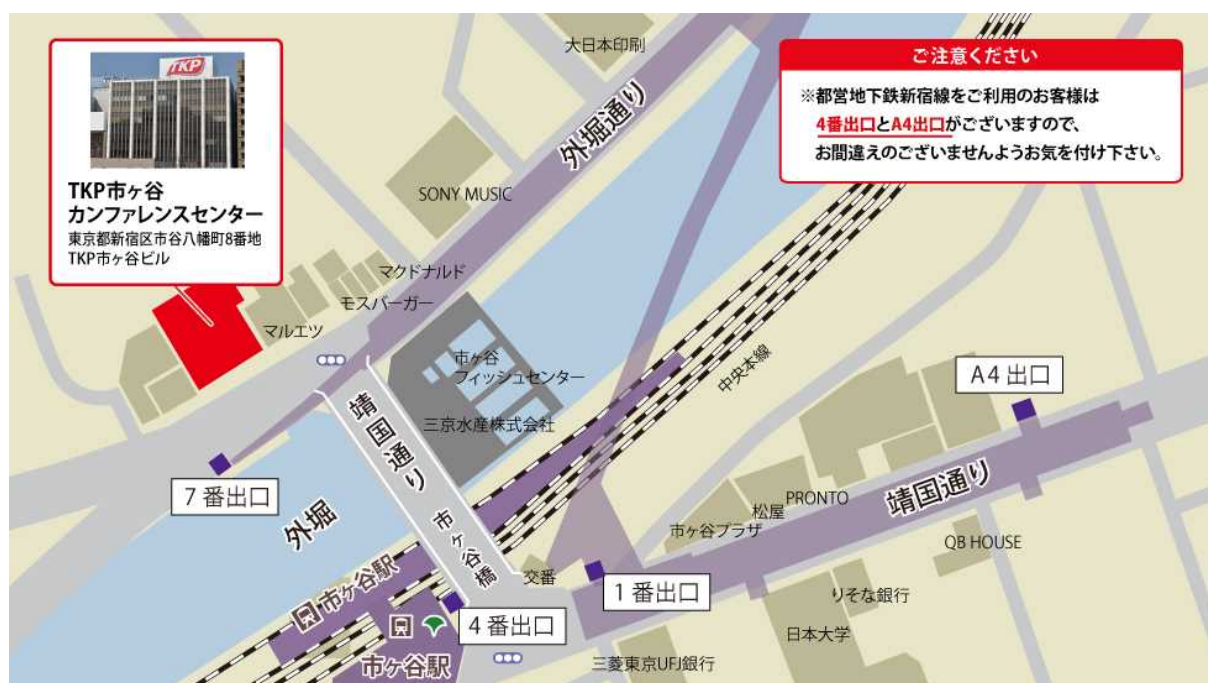 TKP
TKP市ヶ谷
カンファレンスセンター
東京都新宿区市谷八幡町8番地
TKP市ヶ谷ビル
大日本印刷
外堀通り
ご注意ください
※都営地下鉄新宿線をご利用のお客様は
4番出口とA4出口がございますので、
お間違えのございませんようお気を付け下さい。
SONY MUSIC
マクドナルド
モスバーガー
マルエツ
市ヶ谷
フィッシュセンター
三京水産株式会社
中央本線
A4 出口
靖国通り
7 番出口
外堀
市ヶ谷橋
PRONTO
松屋
市ヶ谷プラザ
靖国通り
QB HOUSE
交番
1 番出口
りそな銀行
日本大学
市ヶ谷駅
4 番出口
市ヶ谷駅
三菱東京UFJ銀行